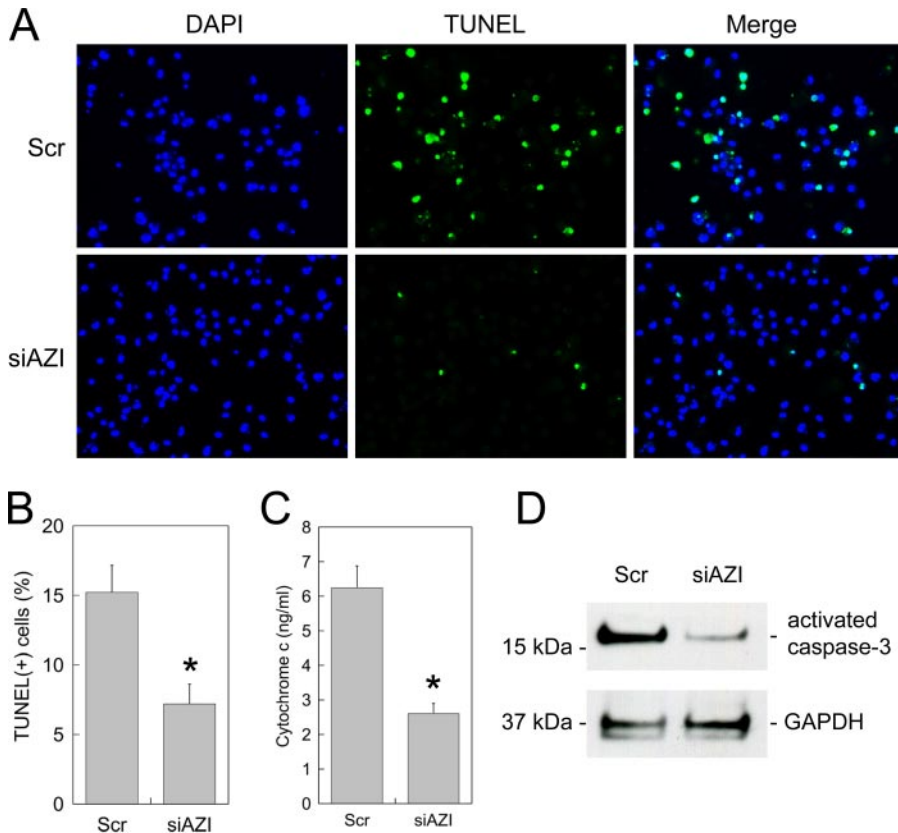 A
DAPI TUNEL Merge
Scr
siAZI
B
TUNEL(+) cells (%)
20
15
10
5
0
*
Scr siAZI
C
Cytochrome c (ng/ml)
8
7
6
5
4
3
2
1
0
*
Scr siAZI
D
Scr siAZI
15 kDa -
- activated
caspase-3
37 kDa - - GAPDH